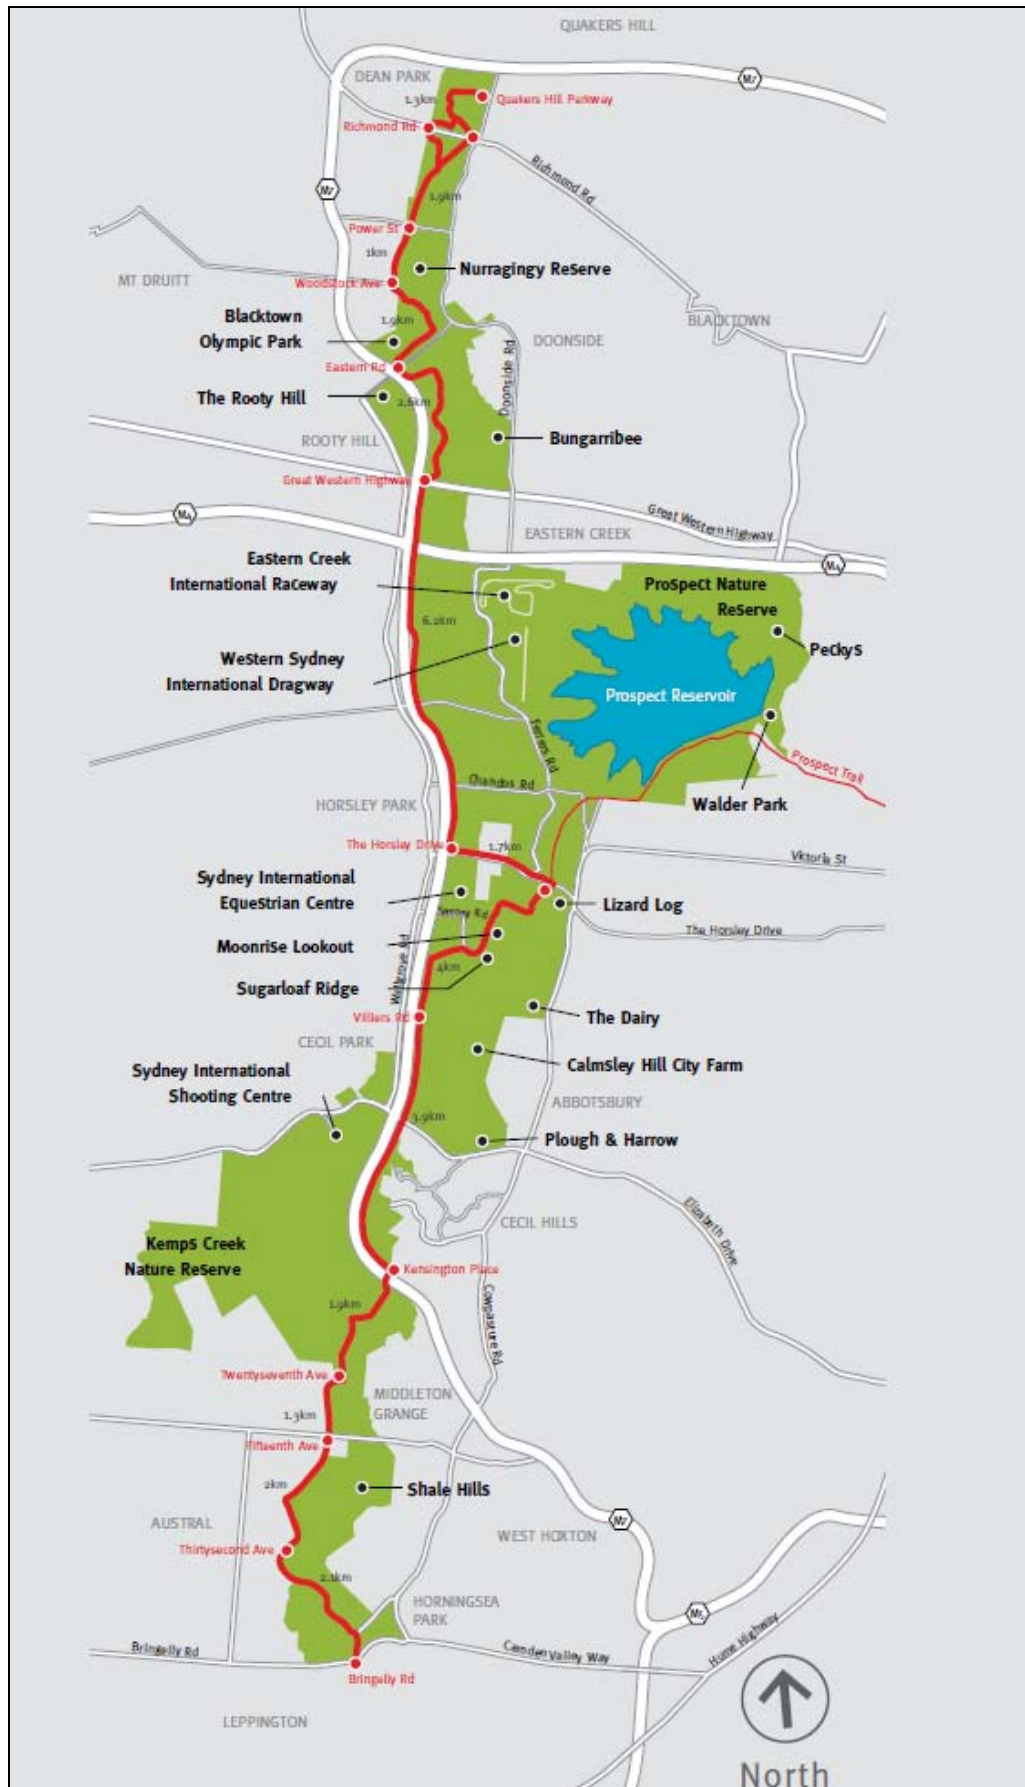 QUAKERS HILL
DEAN PARK
M7
1.3km
Quakers Hill Parkway
Richmond Rd
Richmond Rd
M7
1.9km
Power St
1km
Nurragingy Reserve
MT DRUITT
Woodstock Ave
Blacktown
Olympic Park
1.9km
BLACKTOWN
DOONSIDE
Eastern Rd
Doonside Rd
The Rooty Hill
2.6km
ROOTY HILL
Bungarribee
Great Western Highway
M4
Great Western Highway
EASTERN CREEK
Eastern Creek
International Raceway
M4
Prospect Nature
Reserve
6.2km
Peckys
Western Sydney
International Dragway
Prospect Reservoir
Ferrers Rd
Prospect Trail
Chandos Rd
HORSLEY PARK
Walder Park
The Horsley Drive
1.7km
Viktoria St
Sydney International
Equestrian Centre
Lizard Log
The Horsley Drive
Moonrise Lookout
Wallgrove Rd
4km
Sugarloaf Ridge
The Dairy
Villiers Rd
CECIL PARK
Calmsley Hill City Farm
Sydney International
Shooting Centre
ABBOTSBURY
3.9km
Plough & Harrow
Elizabeth Drive
CECIL HILLS
Kemps Creek
Nature Reserve
Kensington Place
1.9km
Cowpasture Rd
Twentyseventh Ave
MIDDLETON
GRANGE
1.3km
Fifteenth Ave
2km
Shale Hills
AUSTRAL
M7
WEST HOXTON
Thirtysecond Ave
2.1km
HORNINGSEA
PARK
M5
Bringelly Rd
Camden Valley Way
Hume Highway
Bringelly Rd
LEPPINGTON
North